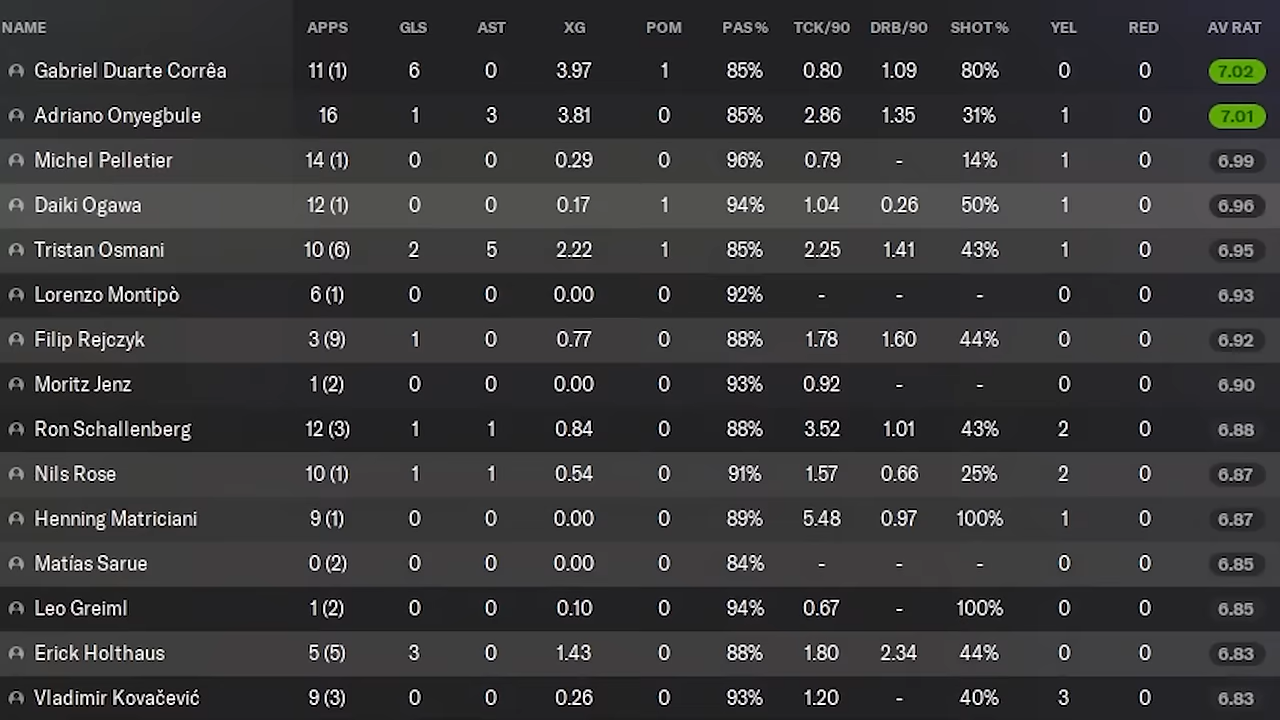 NAME APPS GLS AST XG POM PAS % TCK/90 DRB/90 SHOT % YEL RED AV RAT
Gabriel Duarte Corrêa 11 (1) 6 0 3.97 1 85% 0.80 1.09 80% 0 0 7.02
Adriano Onyegbule 16 1 3 3.81 0 85% 2.86 1.35 31% 1 0 7.01
Michel Pelletier 14 (1) 0 0 0.29 0 96% 0.79 - 14% 1 0 6.99
Daiki Ogawa 12 (1) 0 0 0.17 1 94% 1.04 0.26 50% 1 0 6.96
Tristan Osmani 10 (6) 2 5 2.22 1 85% 2.25 1.41 43% 1 0 6.95
Lorenzo Montipò 6 (1) 0 0 0.00 0 92% - - - 0 0 6.93
Filip Rejczyk 3 (9) 1 0 0.77 0 88% 1.78 1.60 44% 0 0 6.92
Moritz Jenz 1 (2) 0 0 0.00 0 93% 0.92 - - 0 0 6.90
Ron Schallenberg 12 (3) 1 1 0.84 0 88% 3.52 1.01 43% 2 0 6.88
Nils Rose 10 (1) 1 1 0.54 0 91% 1.57 0.66 25% 2 0 6.87
Henning Matriciani 9 (1) 0 0 0.00 0 89% 5.48 0.97 100% 1 0 6.87
Matías Sarue 0 (2) 0 0 0.00 0 84% - - - 0 0 6.85
Leo Greiml 1 (2) 0 0 0.10 0 94% 0.67 - 100% 0 0 6.85
Erick Holthaus 5 (5) 3 0 1.43 0 88% 1.80 2.34 44% 0 0 6.83
Vladimir Kovačević 9 (3) 0 0 0.26 0 93% 1.20 - 40% 3 0 6.83